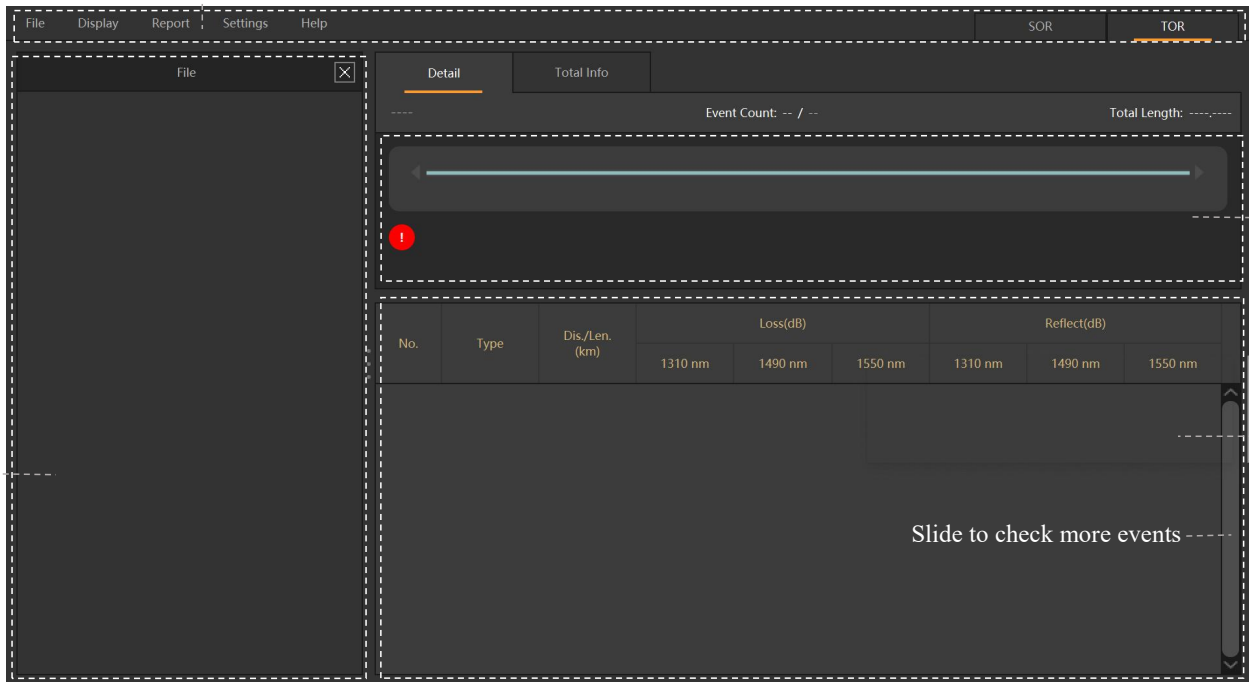 File Display Report Settings Help SOR TOR
File
Detail Total Info
---- Event Count: -- / -- Total Length: ----.----
!
No. Type Dis./Len. (km) Loss(dB) Reflect(dB)
1310 nm 1490 nm 1550 nm 1310 nm 1490 nm 1550 nm
Slide to check more events